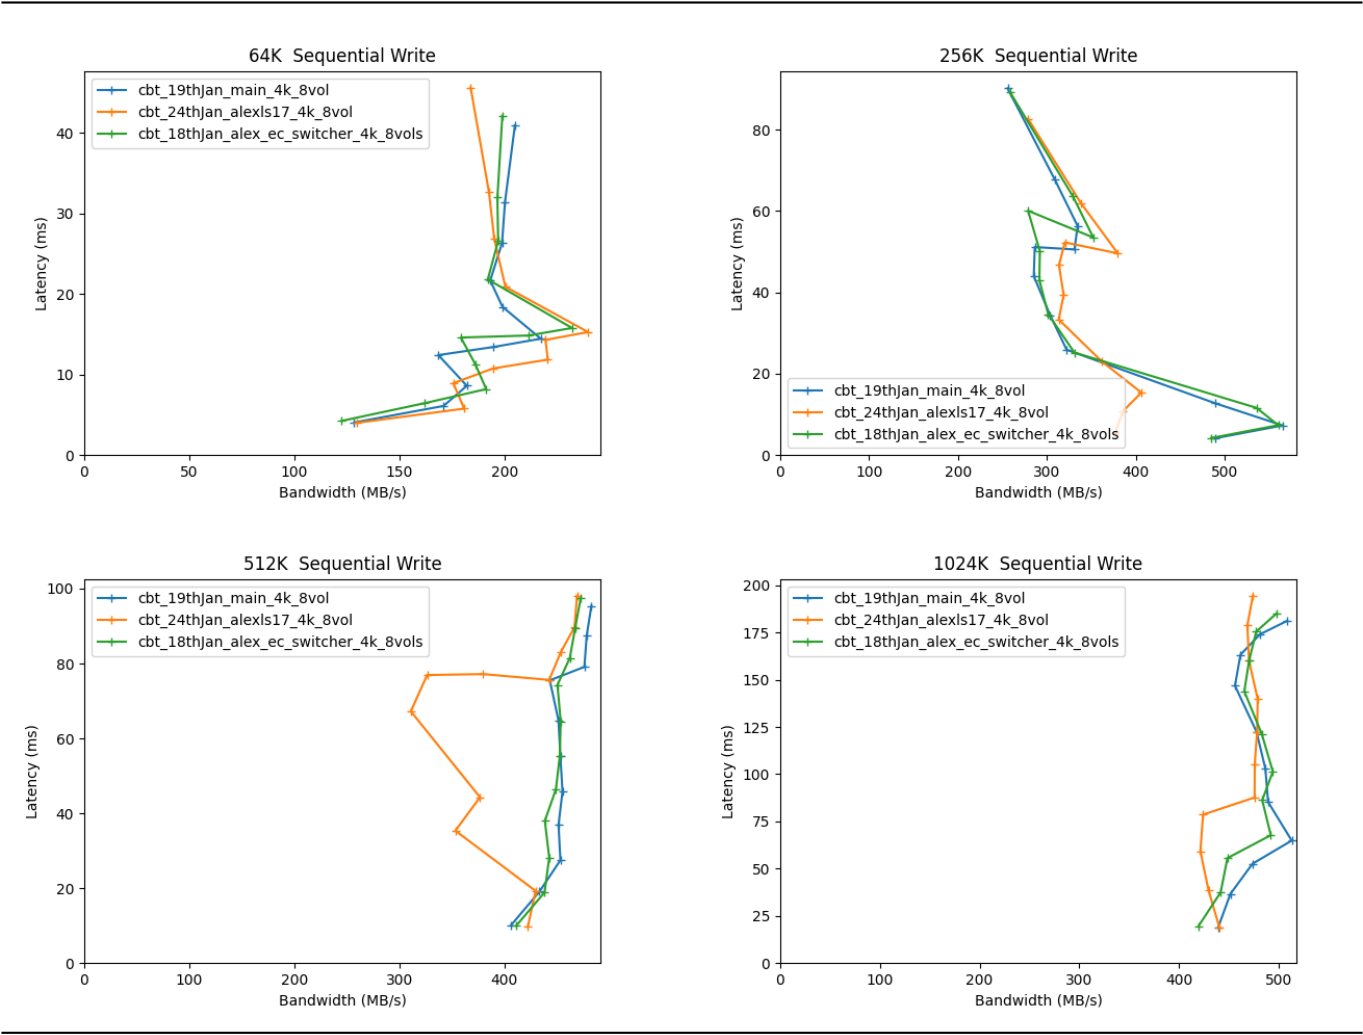 64K  Sequential Write
cbt_19thJan_main_4k_8vol
cbt_24thJan_alexls17_4k_8vol
cbt_18thJan_alex_ec_switcher_4k_8vols
Latency (ms)
40
30
20
10
0
0 50 100 150 200
Bandwidth (MB/s)
256K  Sequential Write
Latency (ms)
80
60
40
20
0
cbt_19thJan_main_4k_8vol
cbt_24thJan_alexls17_4k_8vol
cbt_18thJan_alex_ec_switcher_4k_8vols
0 100 200 300 400 500
Bandwidth (MB/s)
512K  Sequential Write
cbt_19thJan_main_4k_8vol
cbt_24thJan_alexls17_4k_8vol
cbt_18thJan_alex_ec_switcher_4k_8vols
Latency (ms)
100
80
60
40
20
0
0 100 200 300 400
Bandwidth (MB/s)
1024K  Sequential Write
cbt_19thJan_main_4k_8vol
cbt_24thJan_alexls17_4k_8vol
cbt_18thJan_alex_ec_switcher_4k_8vols
Latency (ms)
200
175
150
125
100
75
50
25
0
0 100 200 300 400 500
Bandwidth (MB/s)